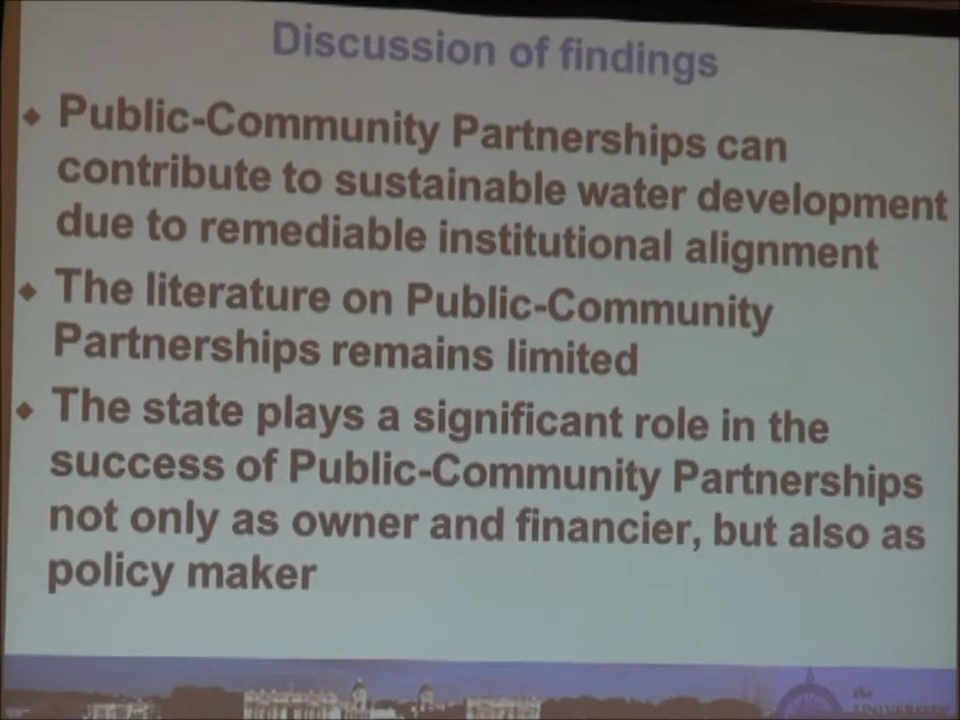 Discussion of findings
Public-Community Partnerships can
contribute to sustainable water development
due to remediable institutional alignment
The literature on Public-Community
Partnerships remains limited
The state plays a significant role in the
success of Public-Community Partnerships
not only as owner and financier, but also as
policy maker
the
UNIVERSITY